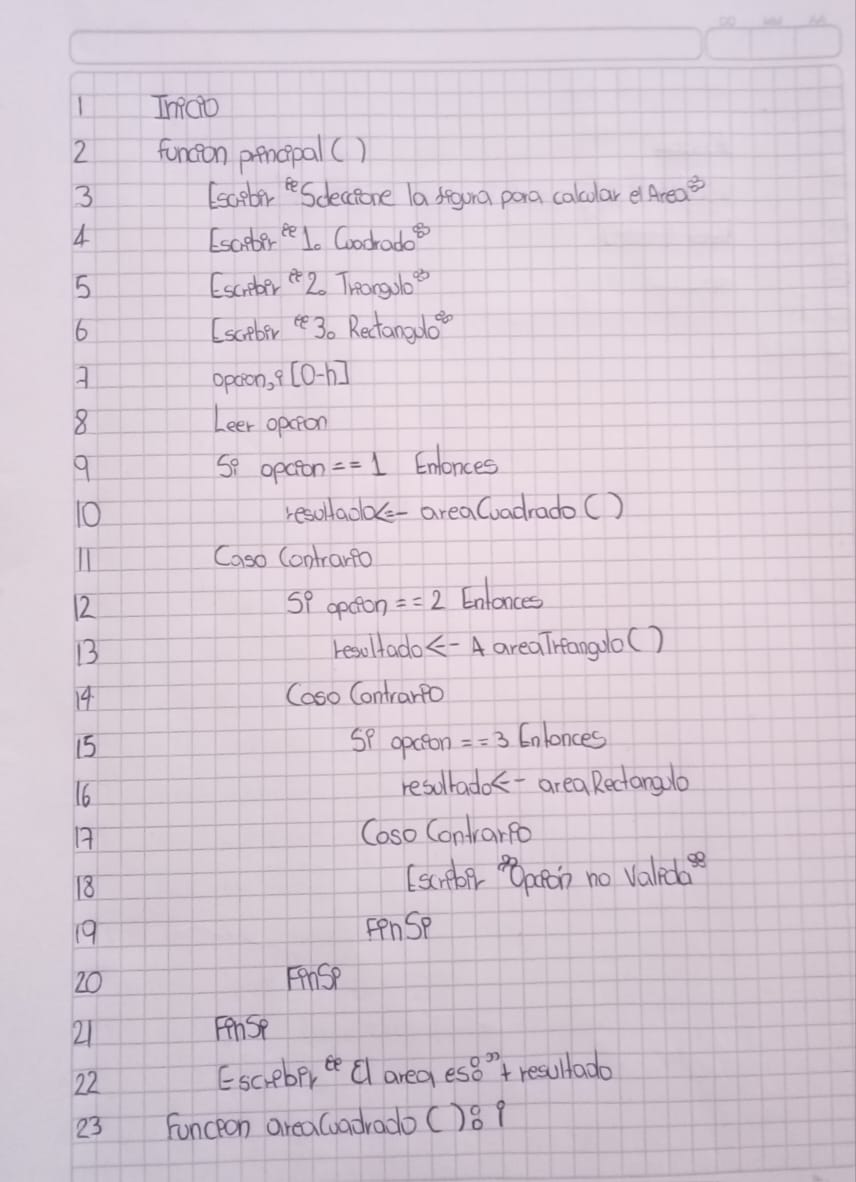 1 Inicio
2 funcion principal ( )
3 Escribir "Seleccione la figura para calcular el Area"
4 Escribir "1. Cuadrado"
5 Escribir "2. Triangulo"
6 Escribir "3. Rectangulo"
7 opcion, i [0-h]
8 Leer opcion
9 Si opcion == 1 Entonces
10 resultado <- areaCuadrado ( )
11 Caso Contrario
12 Si opcion == 2 Entonces
13 resultado <- A areaTriangulo ( )
14 Caso Contrario
15 Si opcion == 3 Entonces
16 resultado <- areaRectangulo
17 Caso Contrario
18 Escribir "Opción no Valida"
19 FinSi
20 FinSi
21 FinSi
22 Escribir "El area es:" + resultado
23 Funcion areaCuadrado ( ): i